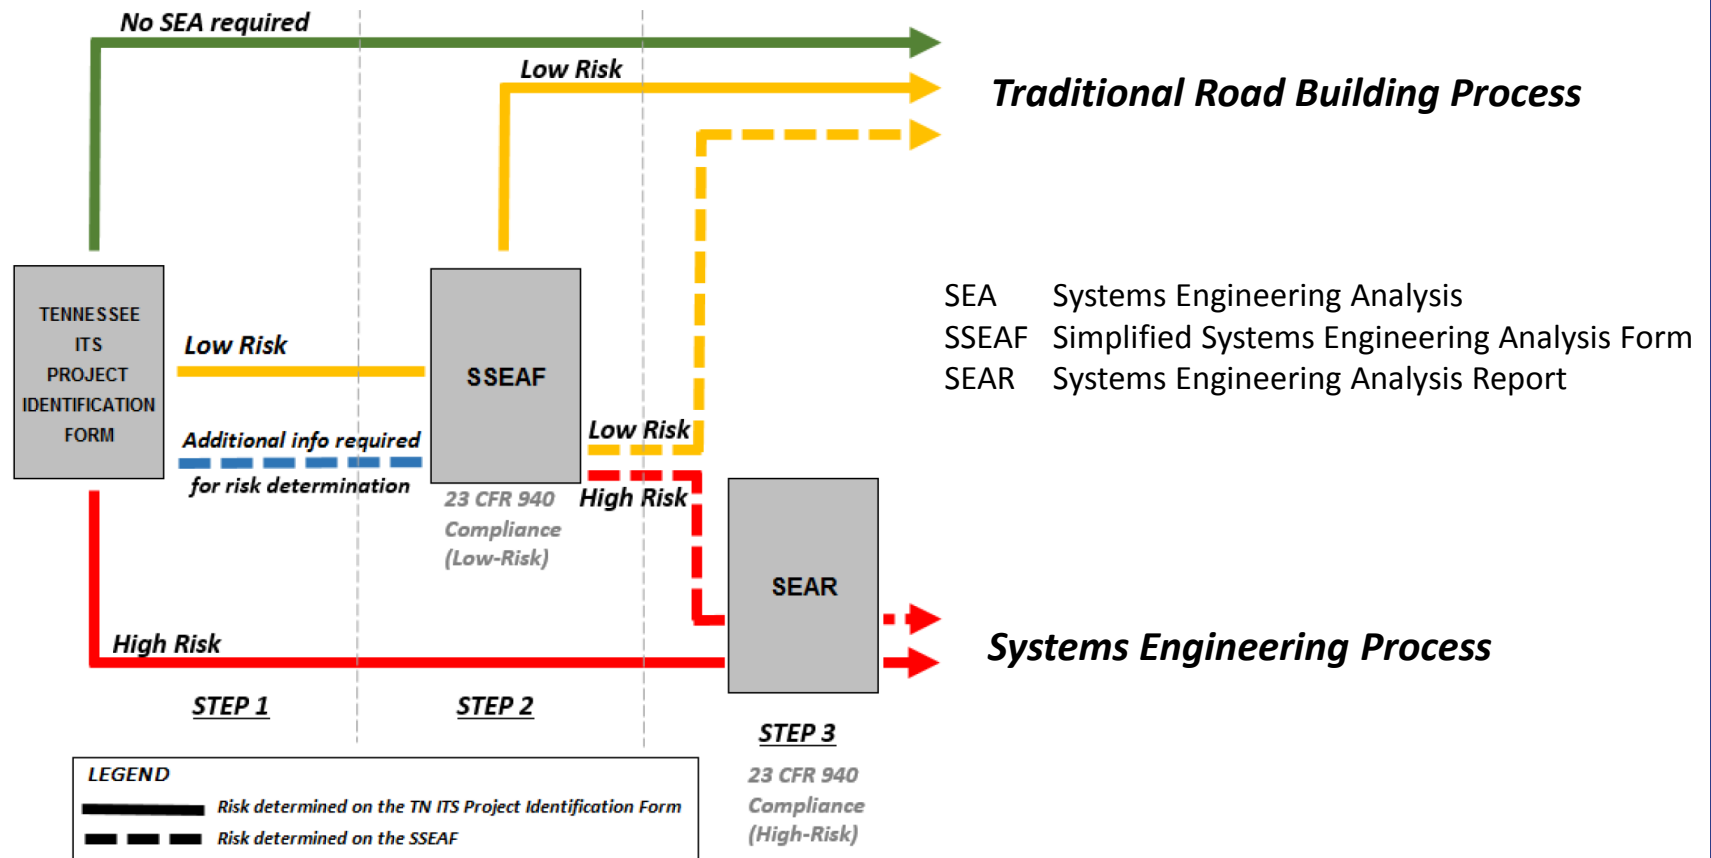 No SEA required
Low Risk
Traditional Road Building Process
TENNESSEE
ITS
PROJECT
IDENTIFICATION
FORM
Low Risk
Additional info required
for risk determination
SSEAF
23 CFR 940
Compliance
(Low-Risk)
Low Risk
High Risk
SEA Systems Engineering Analysis
SSEAF Simplified Systems Engineering Analysis Form
SEAR Systems Engineering Analysis Report
SEAR
High Risk
Systems Engineering Process
STEP 1
STEP 2
STEP 3
23 CFR 940
Compliance
(High-Risk)
LEGEND
Risk determined on the TN ITS Project Identification Form
Risk determined on the SSEAF